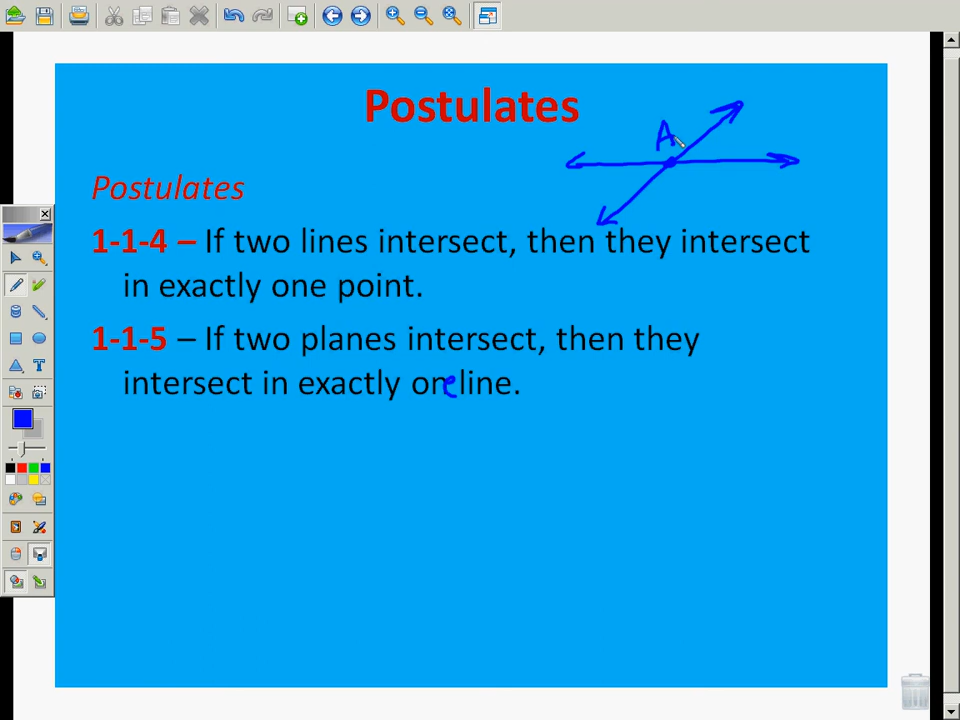 Postulates
A
Postulates
1-1-4 – If two lines intersect, then they intersect
in exactly one point.
1-1-5 – If two planes intersect, then they
intersect in exactly one line.